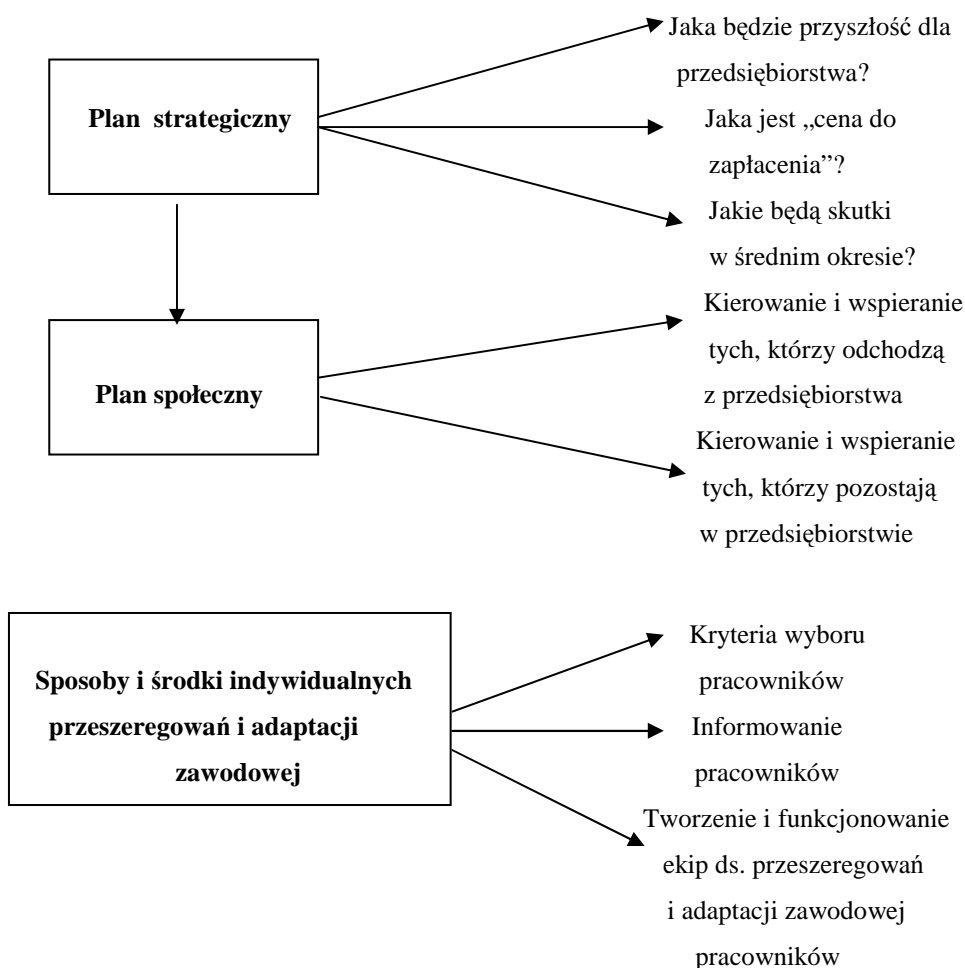 Plan strategiczny
Jaka będzie przyszłość dla
przedsiębiorstwa?
Jaka jest „cena do
zapłacenia”?
Jakie będą skutki
w średnim okresie?
Plan społeczny
Kierowanie i wspieranie
tych, którzy odchodzą
z przedsiębiorstwa
Kierowanie i wspieranie
tych, którzy pozostają
w przedsiębiorstwie
Sposoby i środki indywidualnych
przeszeregowań i adaptacji
zawodowej
Kryteria wyboru
pracowników
Informowanie
pracowników
Tworzenie i funkcjonowanie
ekip ds. przeszeregowań
i adaptacji zawodowej
pracowników